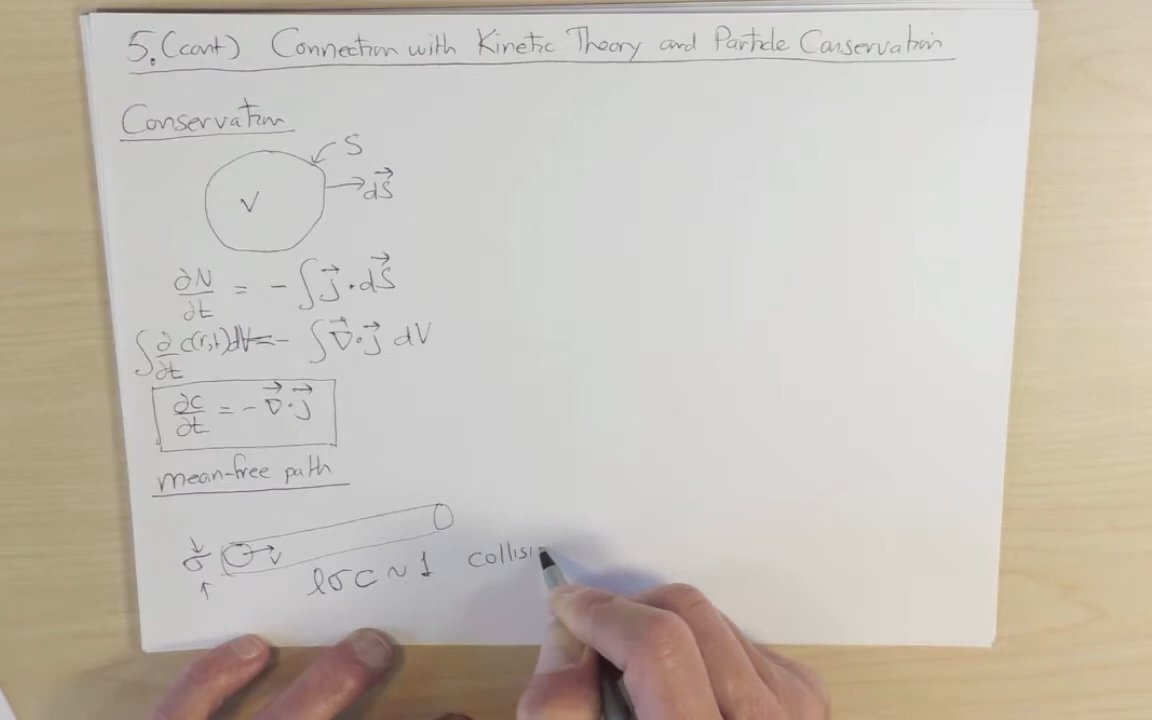 5. (cont) Connection with Kinetic Theory and Particle Conservation
Conservation
S
V
dS⃗
∂N/∂t = - ∫ j⃗ · dS⃗
∫ ∂/∂t c(r,t) dV = - ∫ ∇⃗ · j⃗ dV
∂c/∂t = - ∇⃗ · j⃗
mean-free path
σ
v
lσc ~ 1 collisi